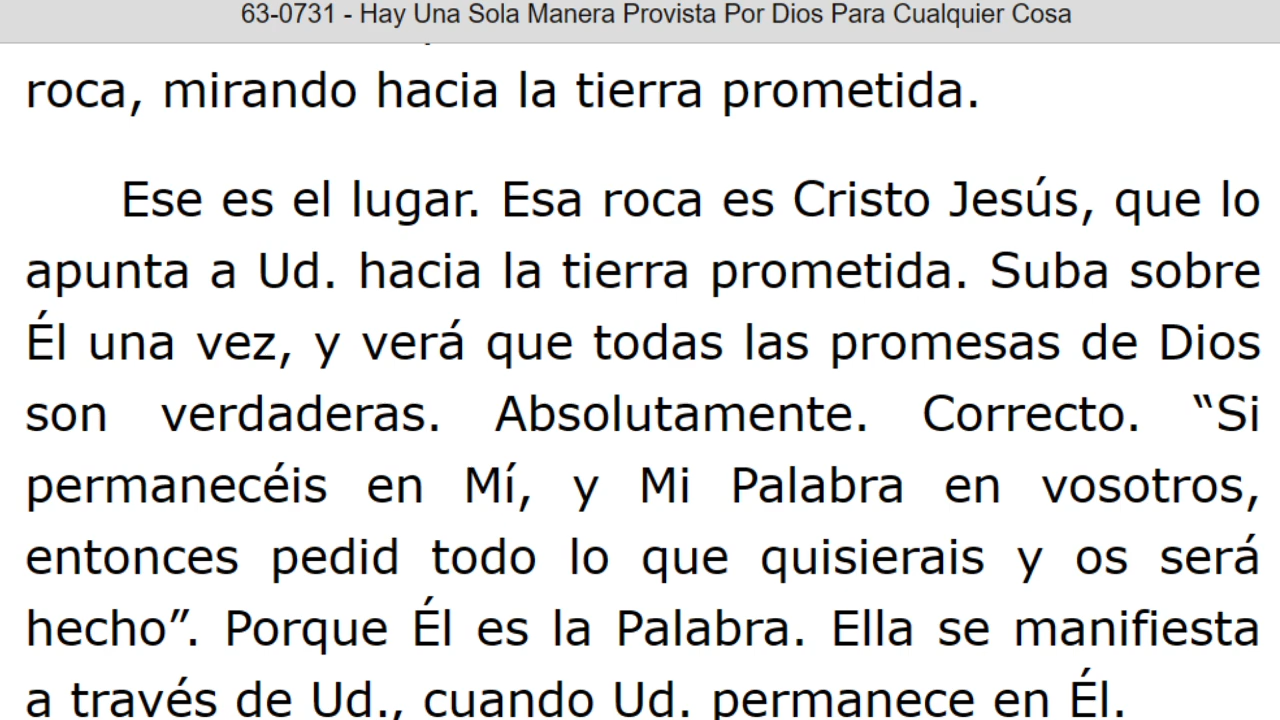 63-0731 - Hay Una Sola Manera Provista Por Dios Para Cualquier Cosa
roca, mirando hacia la tierra prometida.
Ese es el lugar. Esa roca es Cristo Jesús, que lo
apunta a Ud. hacia la tierra prometida. Suba sobre
Él una vez, y verá que todas las promesas de Dios
son verdaderas. Absolutamente. Correcto. “Si
permanecéis en Mí, y Mi Palabra en vosotros,
entonces pedid todo lo que quisierais y os será
hecho”. Porque Él es la Palabra. Ella se manifiesta
a través de Ud., cuando Ud. permanece en Él.